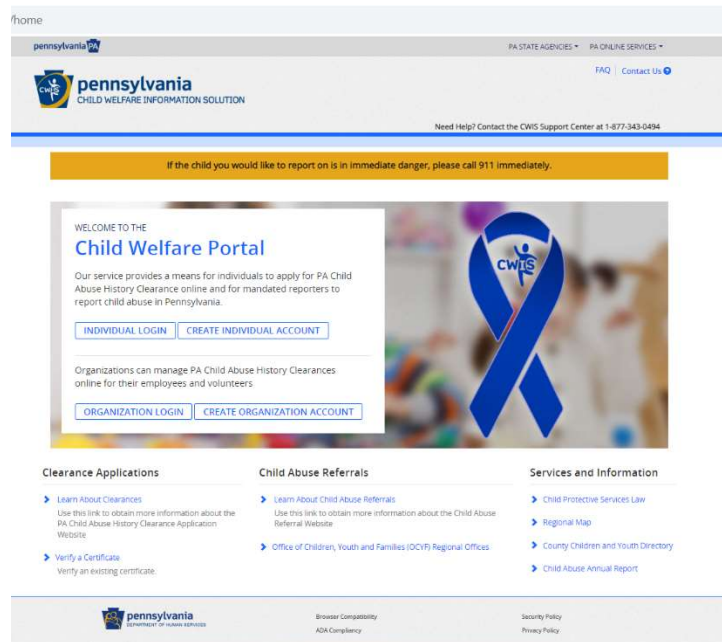 /home
pennsylvania PA
PA STATE AGENCIES PA ONLINE SERVICES
FAQ Contact Us
CWIS
pennsylvania
CHILD WELFARE INFORMATION SOLUTION
Need Help? Contact the CWIS Support Center at 1-877-343-0494
If the child you would like to report on is in immediate danger, please call 911 immediately.
WELCOME TO THE
Child Welfare Portal
Our service provides a means for individuals to apply for PA Child
Abuse History Clearance online and for mandated reporters to
report child abuse in Pennsylvania.
INDIVIDUAL LOGIN CREATE INDIVIDUAL ACCOUNT
Organizations can manage PA Child Abuse History Clearances
online for their employees and volunteers
ORGANIZATION LOGIN CREATE ORGANIZATION ACCOUNT
CWIS
Clearance Applications
Learn About Clearances
Use this link to obtain more information about the
PA Child Abuse History Clearance Application
Website
Verify a Certificate
Verify an existing certificate.
Child Abuse Referrals
Learn About Child Abuse Referrals
Use this link to obtain more information about the Child Abuse
Referral Website
Office of Children, Youth and Families (OCYF) Regional Offices
Services and Information
Child Protective Services Law
Regional Map
County Children and Youth Directory
Child Abuse Annual Report
pennsylvania
DEPARTMENT OF HUMAN SERVICES
Browser Compatibility
ADA Compliency
Security Policy
Privacy Policy